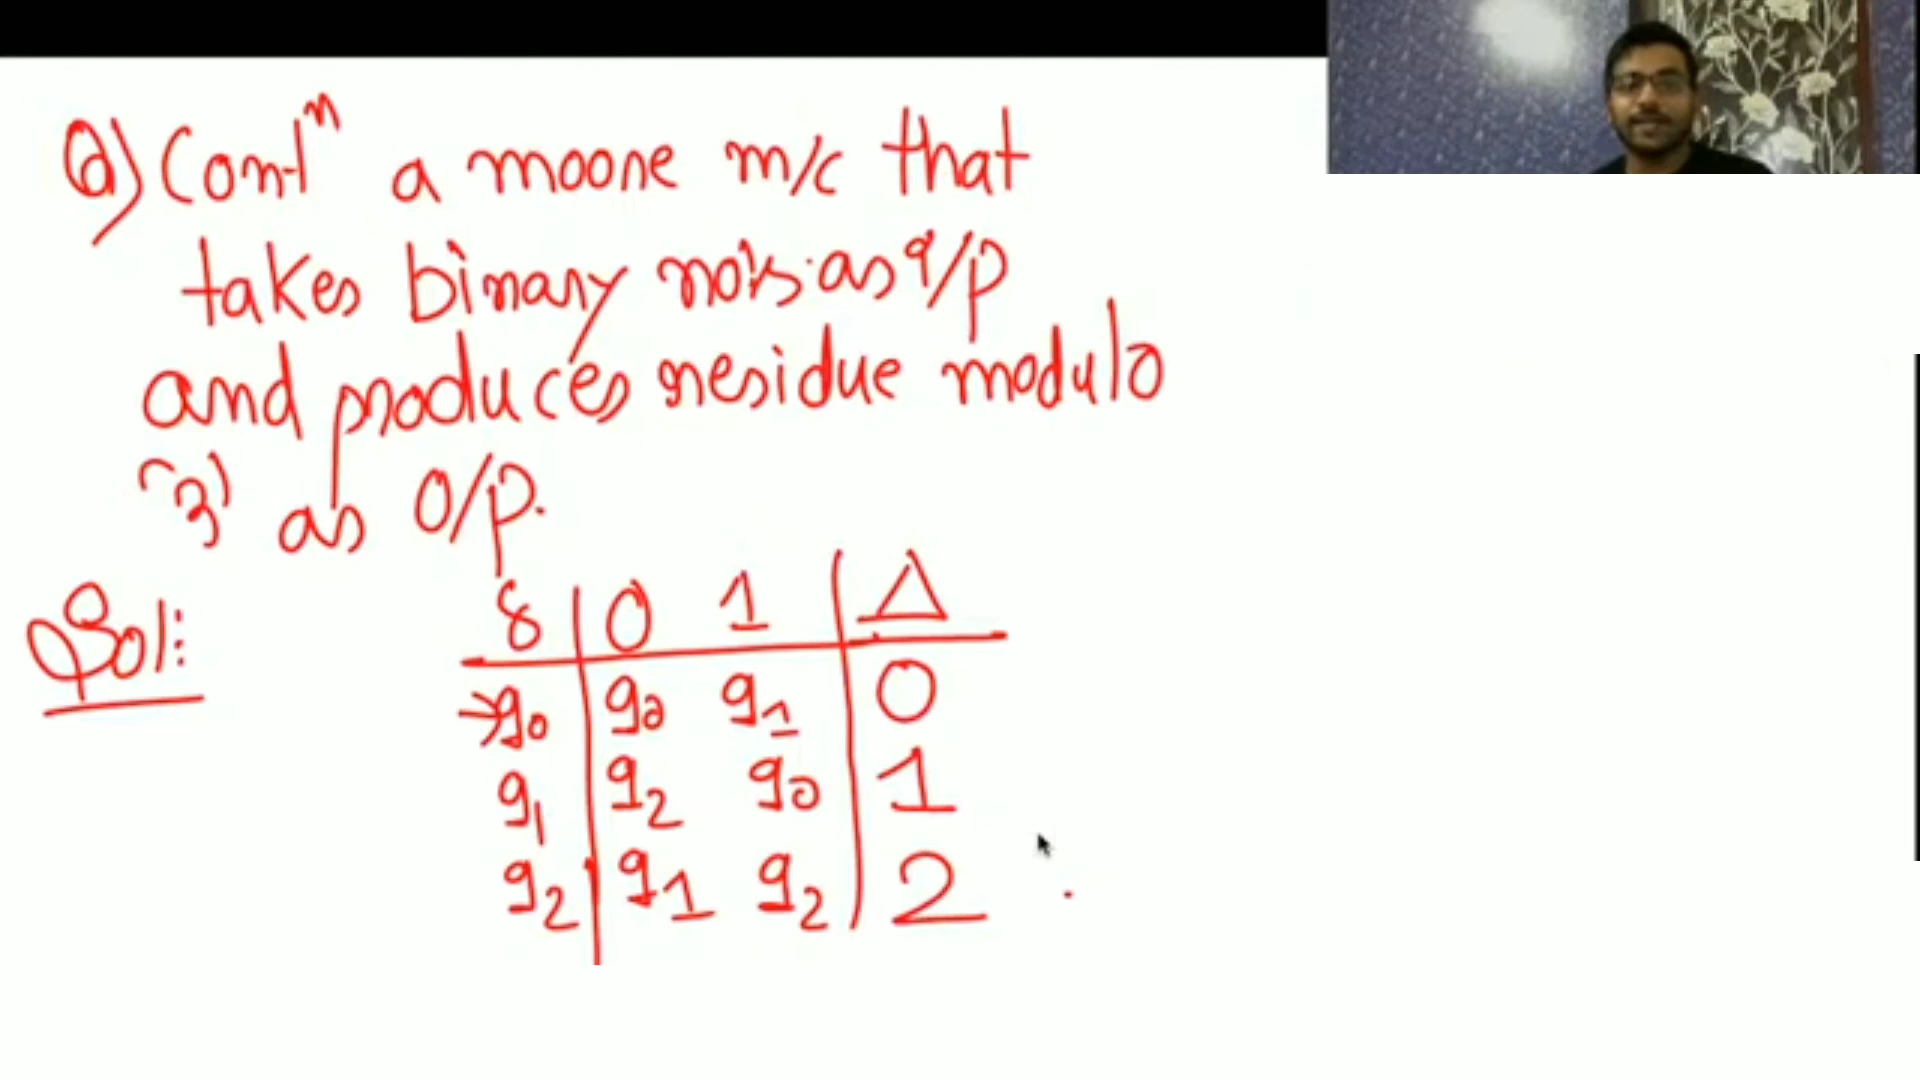 Q) Constⁿ a moore m/c that
takes binary no's. as i/p
and produces residue modulo
'3' as O/p.
Sol:
δ | 0 1 | Δ
→q0 | q0 q1 | 0
q1 | q2 q0 | 1
q2 | q1 q2 | 2